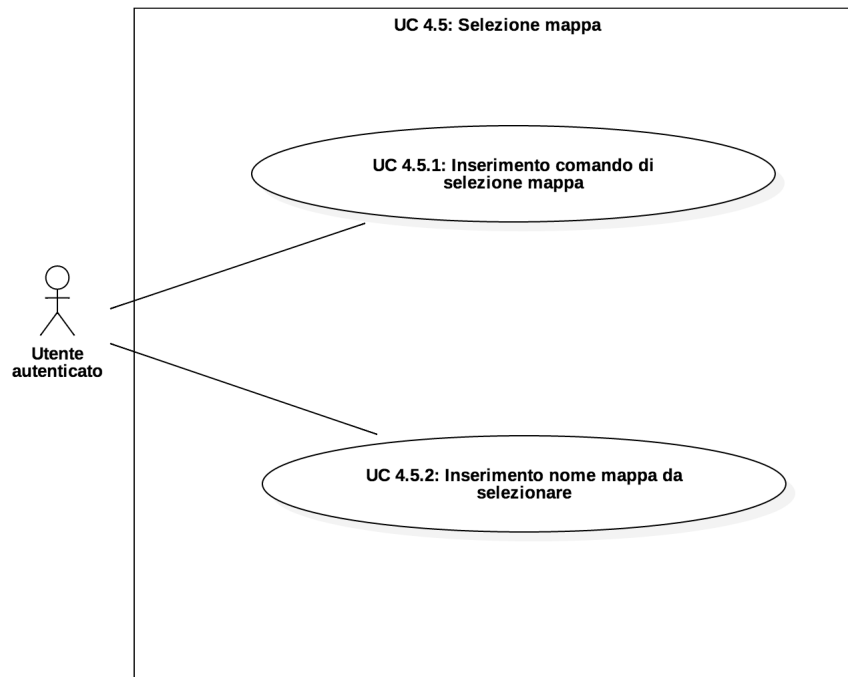 UC 4.5: Selezione mappa
UC 4.5.1: Inserimento comando di
selezione mappa
Utente
autenticato
UC 4.5.2: Inserimento nome mappa da
selezionare